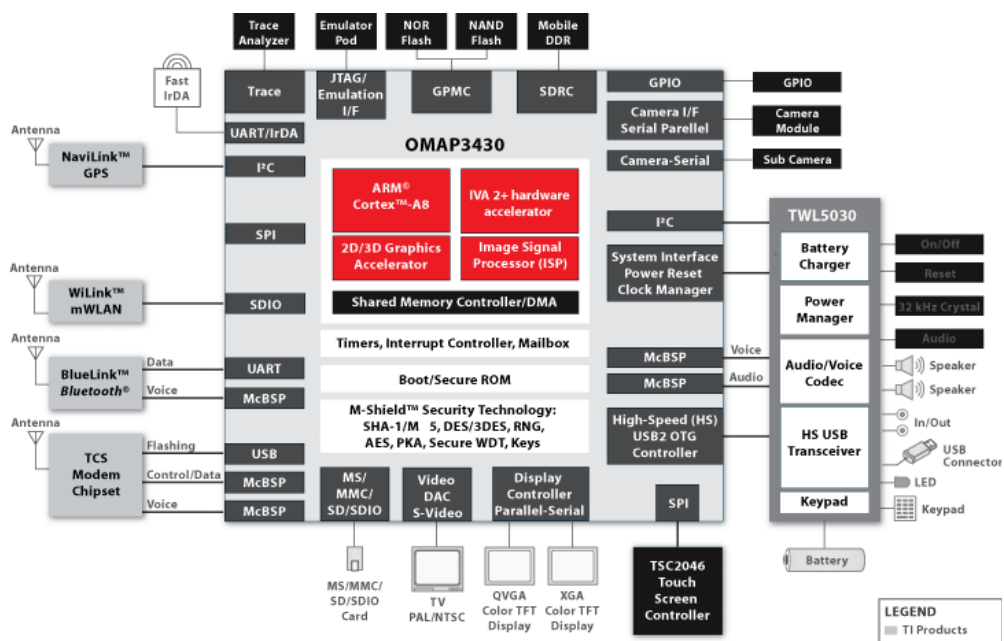 Trace
Analyzer
Emulator
Pod
NOR
Flash
NAND
Flash
Mobile
DDR
Fast
IrDA
Trace
JTAG/
Emulation
I/F
GPMC
SDRC
GPIO
GPIO
Camera I/F
Serial Parellel
Camera
Module
Camera-Serial
Sub Camera
UART/IrDA
OMAP3430
Antenna
NaviLink™
GPS
I²C
ARM®
Cortex™-A8
IVA 2+ hardware
accelerator
2D/3D Graphics
Accelerator
Image Signal
Processor (ISP)
Shared Memory Controller/DMA
SPI
I²C
System Interface
Power Reset
Clock Manager
TWL5030
Battery
Charger
Power
Manager
Audio/Voice
Codec
HS USB
Transceiver
Keypad
On/Off
Reset
32 kHz Crystal
Audio
Speaker
Speaker
In/Out
USB
Connector
LED
Keypad
Battery
Antenna
WiLink™
mWLAN
SDIO
Timers, Interrupt Controller, Mailbox
Antenna
BlueLink™
Bluetooth®
Data
Voice
UART
McBSP
Boot/Secure ROM
McBSP
Voice
McBSP
Audio
M-Shield™ Security Technology:
SHA-1/M 5, DES/3DES, RNG,
AES, PKA, Secure WDT, Keys
High-Speed (HS)
USB2 OTG
Controller
Antenna
TCS
Modem
Chipset
Flashing
Control/Data
Voice
USB
McBSP
McBSP
MS/
MMC/
SD/SDIO
Video
DAC
S-Video
Display
Controller
Parallel-Serial
SPI
MS/MMC/
SD/SDIO
Card
TV
PAL/NTSC
QVGA
Color TFT
Display
XGA
Color TFT
Display
TSC2046
Touch
Screen
Controller
LEGEND
TI Products